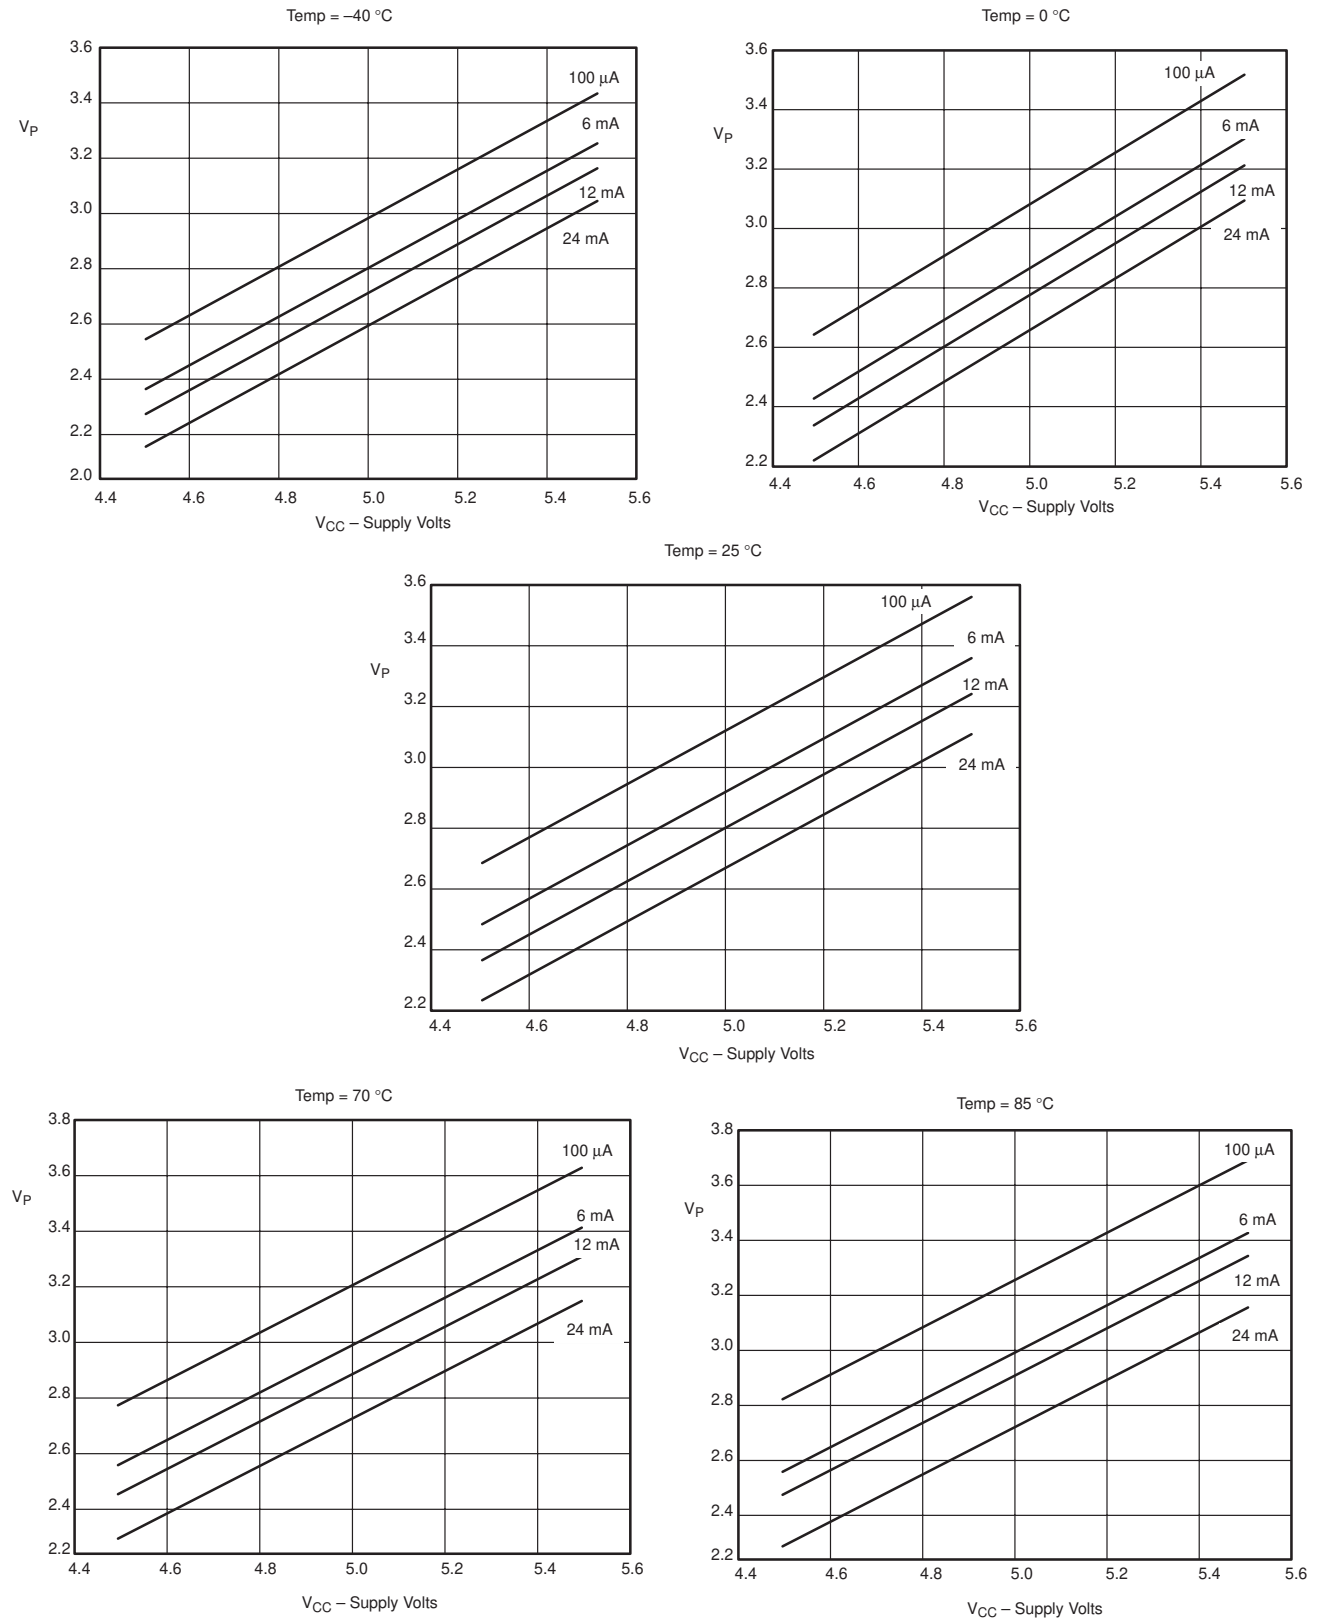 Temp = –40 °C
3.6
3.4
3.2
3.0
2.8
2.6
2.4
2.2
2.0
VP
100 μA
6 mA
12 mA
24 mA
4.4 4.6 4.8 5.0 5.2 5.4 5.6
VCC – Supply Volts
Temp = 0 °C
3.6
3.4
3.2
3.0
2.8
2.6
2.4
2.2
VP
100 μA
6 mA
12 mA
24 mA
4.4 4.6 4.8 5.0 5.2 5.4 5.6
VCC – Supply Volts
Temp = 25 °C
3.6
3.4
3.2
3.0
2.8
2.6
2.4
2.2
VP
100 μA
6 mA
12 mA
24 mA
4.4 4.6 4.8 5.0 5.2 5.4 5.6
VCC – Supply Volts
Temp = 70 °C
3.8
3.6
3.4
3.2
3.0
2.8
2.6
2.4
2.2
VP
100 μA
6 mA
12 mA
24 mA
4.4 4.6 4.8 5.0 5.2 5.4 5.6
VCC – Supply Volts
Temp = 85 °C
3.8
3.6
3.4
3.2
3.0
2.8
2.6
2.4
2.2
VP
100 μA
6 mA
12 mA
24 mA
4.4 4.6 4.8 5.0 5.2 5.4 5.6
VCC – Supply Volts